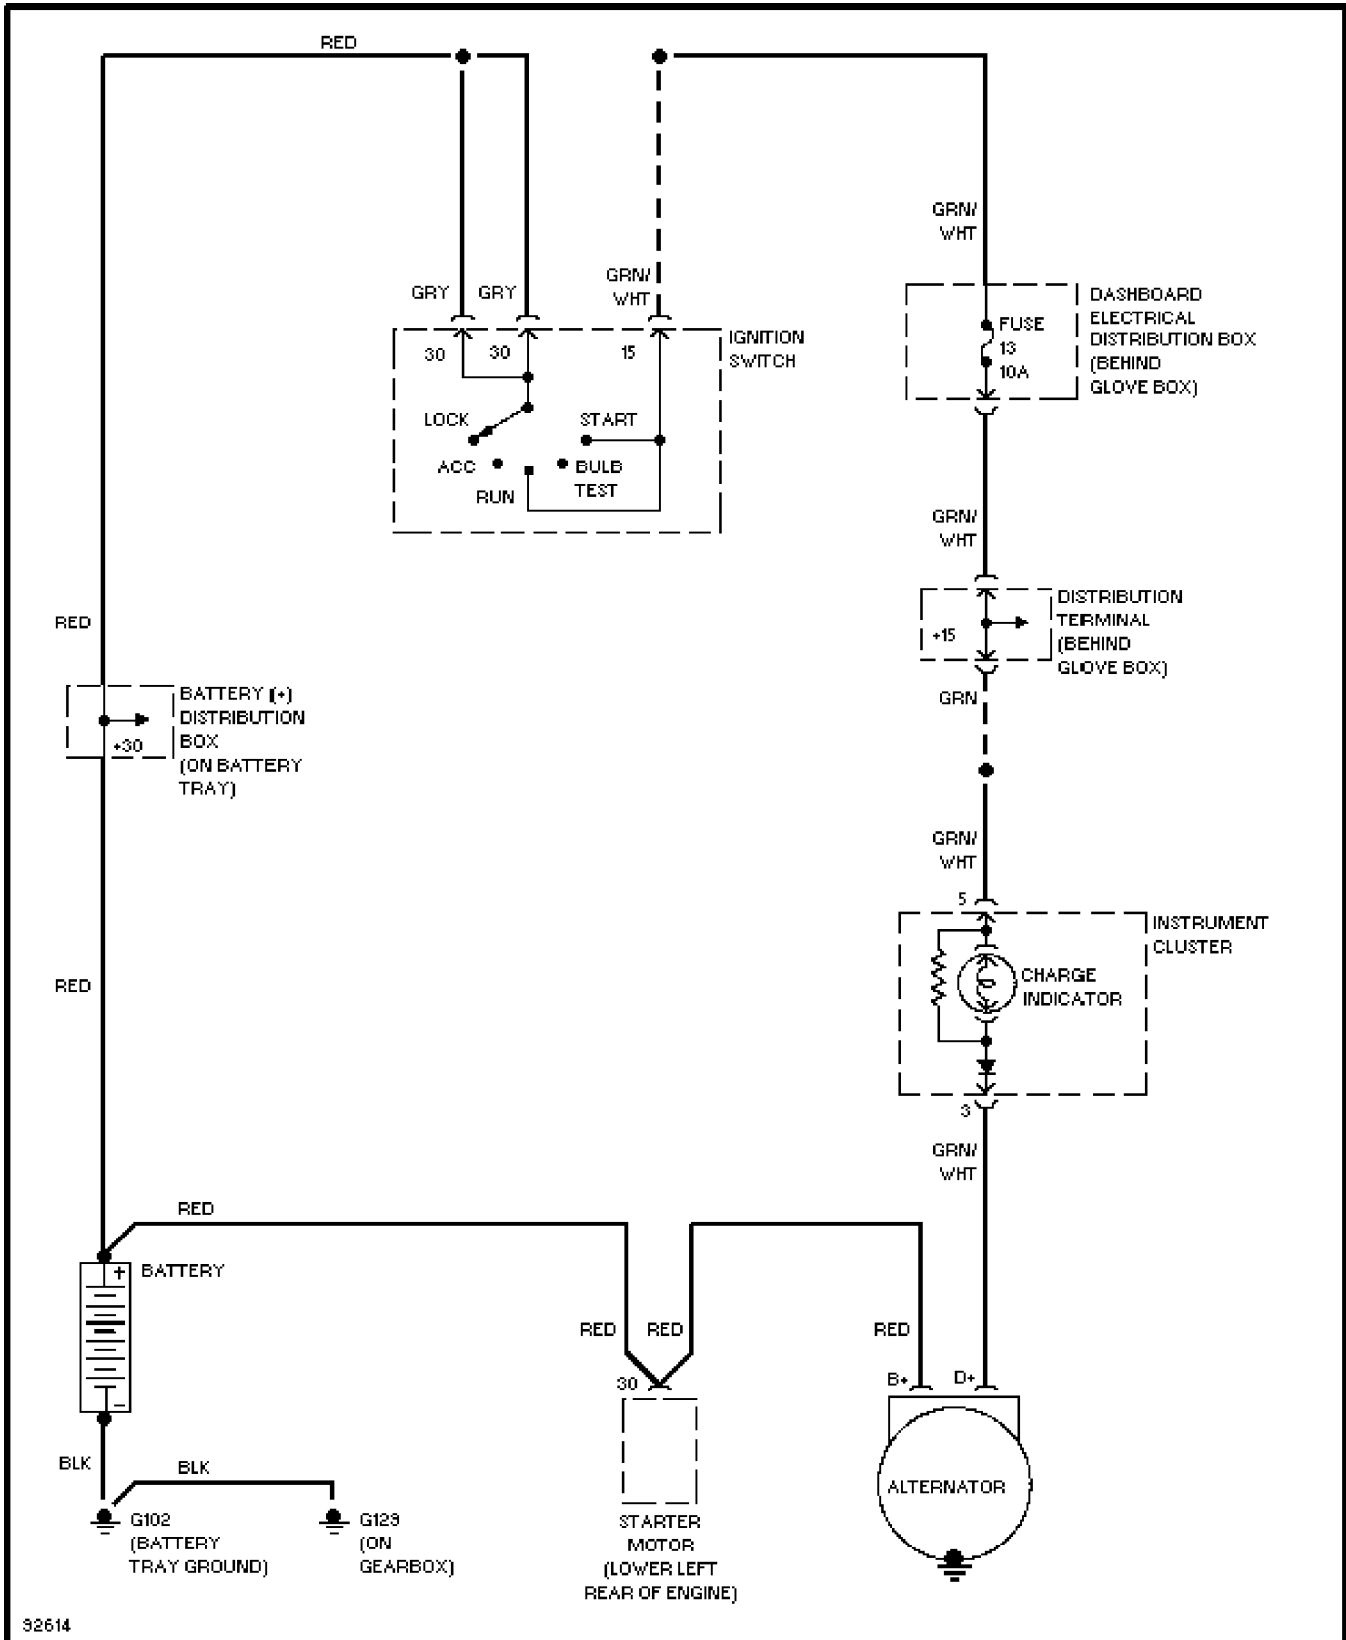 RED
GRN/
WHT
GRY GRY
GRN/
WHT
30 30 15
IGNITION
SWITCH
LOCK
START
ACC
BULB
TEST
RUN
FUSE
13
10A
DASHBOARD
ELECTRICAL
DISTRIBUTION BOX
(BEHIND
GLOVE BOX)
GRN/
WHT
+15
DISTRIBUTION
TERMINAL
(BEHIND
GLOVE BOX)
GRN
RED
BATTERY (+)
DISTRIBUTION
BOX
(ON BATTERY
TRAY)
+30
GRN/
WHT
5
INSTRUMENT
CLUSTER
CHARGE
INDICATOR
3
RED
GRN/
WHT
RED
+
BATTERY
-
RED RED RED
30
B+ D+
BLK
BLK
ALTERNATOR
G102
(BATTERY
TRAY GROUND)
G129
(ON
GEARBOX)
STARTER
MOTOR
(LOWER LEFT
REAR OF ENGINE)
92614